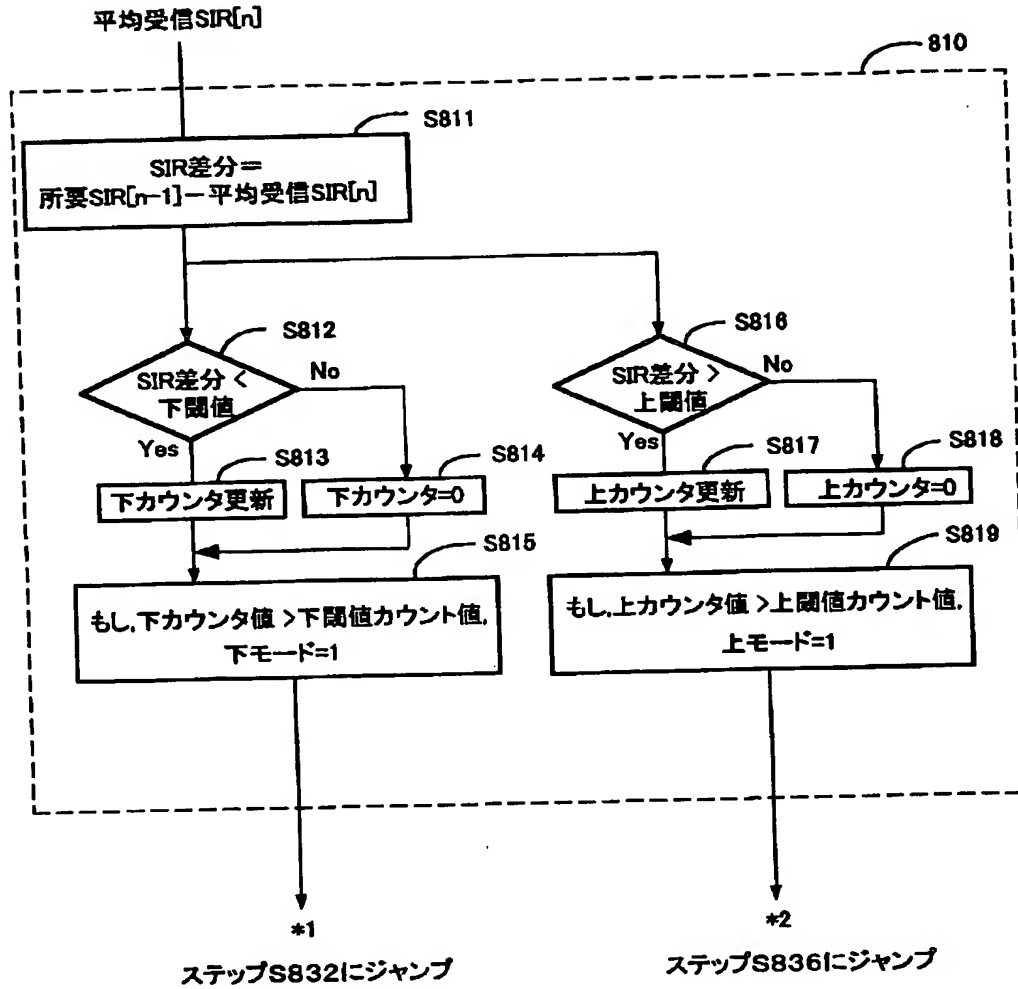 平均受信SIR[n]
810
S811
SIR差分＝
所要SIR[n-1]－平均受信SIR[n]
S812
SIR差分＜
下閾値
No
Yes
S813
下カウンタ更新
S814
下カウンタ=0
S815
もし,下カウンタ値＞下閾値カウント値,
下モード=1
S816
SIR差分＞
上閾値
No
Yes
S817
上カウンタ更新
S818
上カウンタ=0
S819
もし,上カウンタ値＞上閾値カウント値,
上モード=1
*1
ステップS832にジャンプ
*2
ステップS836にジャンプ